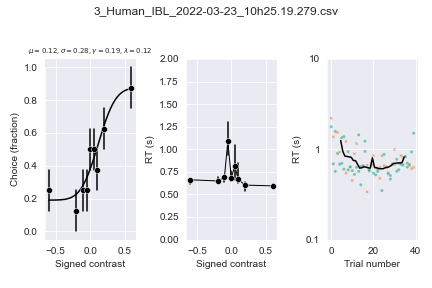 3_Human_IBL_2022-03-23_10h25.19.279.csv
μ = 0.12, σ = 0.28, γ = 0.19, λ = 0.12
Choice (fraction)
1.0
0.8
0.6
0.4
0.2
0.0
−0.5 0.0 0.5
Signed contrast
RT (s)
2.00
1.75
1.50
1.25
1.00
0.75
0.50
0.25
0.00
−0.5 0.0 0.5
Signed contrast
RT (s)
10
1
0.1
0 20 40
Trial number